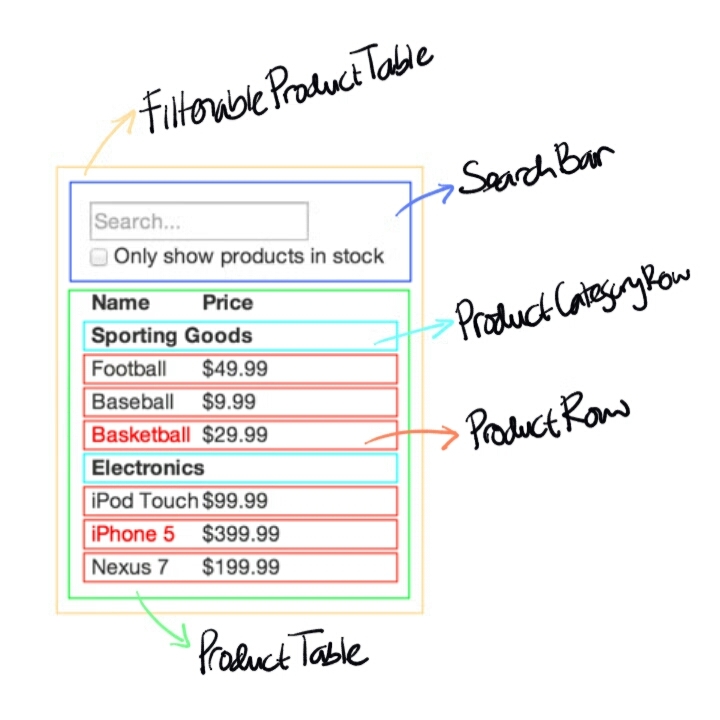 FilterableProductTable
SearchBar
Search...
Only show products in stock
Name Price
ProductCategoryRow
Sporting Goods
Football $49.99
Baseball $9.99
ProductRow
Basketball $29.99
Electronics
iPod Touch $99.99
iPhone 5 $399.99
Nexus 7 $199.99
ProductTable